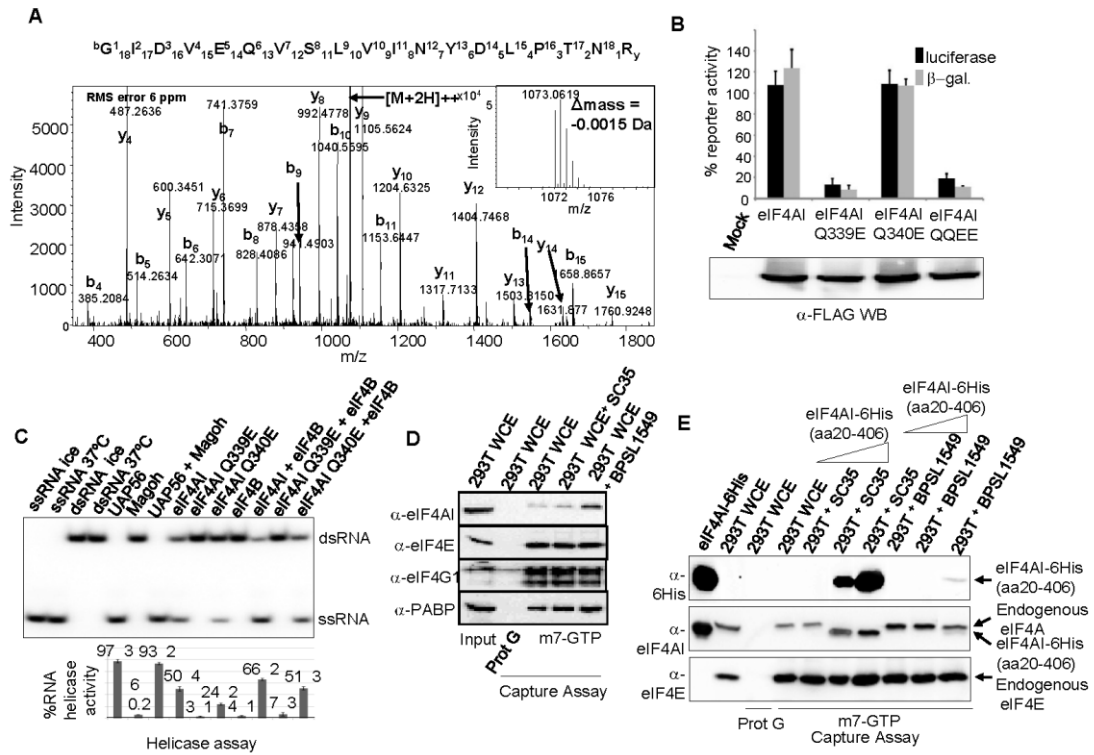 A
ᵇG¹₁₈I²₁₇D³₁₆V⁴₁₅E⁵₁₄Q⁶₁₃V⁷₁₂S⁸₁₁L⁹₁₀V¹⁰₉I¹¹₈N¹²₇Y¹³₆D¹⁴₅L¹⁵₄P¹⁶₃T¹⁷₂N¹⁸₁Rᵧ
RMS error 6 ppm
487.2636
741.3759
y₈
992.4778
[M+2H]++
y₉
1105.5624
×10⁴
5
Intensity
1073.0619
Δmass =
-0.0015 Da
1072
1076
m/z
y₄
b₇
b₁₀
1040.5595
b₉
600.3451
y₅
y₆
715.3699
y₇
878.4358
y₁₀
1204.6325
y₁₂
1404.7468
b₄
385.2084
b₅
514.2634
b₆
642.3071
b₈
828.4086
941.4903
b₁₁
1153.6447
y₁₁
1317.7133
b₁₄
y₁₄
b₁₅
1658.8657
y₁₃
1631.877
y₁₅
1760.9248
Intensity
5000
4000
3000
2000
1000
0
400
600
800
1000
1200
1400
1600
1800
m/z
B
% reporter activity
140
120
100
80
60
40
20
0
luciferase
β-gal.
Mock
eIF4AI
eIF4AI Q339E
eIF4AI Q340E
eIF4AI QQEE
α-FLAG WB
C
ssRNA ice
ssRNA 37ºC
dsRNA ice
dsRNA 37ºC
UAP56
Magoh
UAP56 + Magoh
eIF4AI
eIF4AI Q339E
eIF4AI Q340E
eIF4B
eIF4AI + eIF4B
eIF4AI Q339E + eIF4B
eIF4AI Q340E +eIF4B
dsRNA
ssRNA
97 3 93 2
6
0.2
50 4
3 1
24 2
4 1
66 2
7 3
51 3
%RNA
helicase
activity
Helicase assay
D
293T WCE
293T WCE
293T WCE
293T WCE+ SC35
293T WCE
+ BPSL1549
α-eIF4AI
α-eIF4E
α-eIF4G1
α-PABP
Input
Prot G
m7-GTP
Capture Assay
E
eIF4AI-6His
(aa20-406)
eIF4AI-6His
(aa20-406)
eIF4AI-6His
293T WCE
293T WCE
293T WCE
293T + SC35
293T + SC35
293T + SC35
293T + BPSL1549
293T + BPSL1549
293T + BPSL1549
α-
6His
α-
eIF4AI
α-
eIF4E
eIF4AI-6His
(aa20-406)
Endogenous
eIF4A
eIF4AI-6His
(aa20-406)
Endogenous
eIF4E
Prot G
m7-GTP
Capture Assay